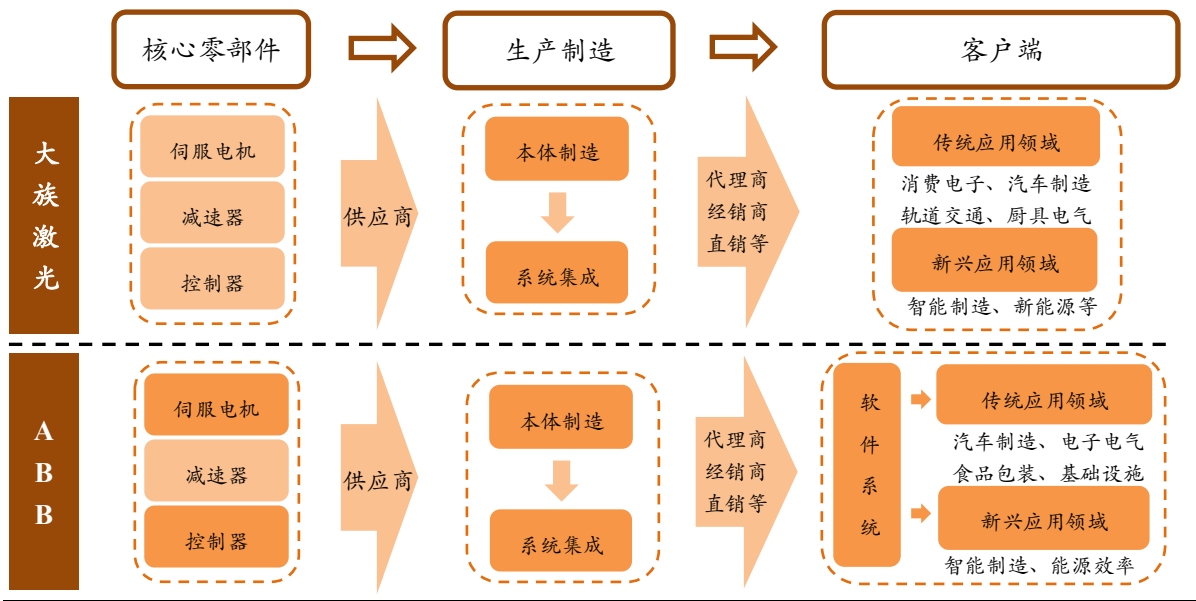 核心零部件
生产制造
客户端
大族激光
伺服电机
减速器
控制器
供应商
本体制造
系统集成
代理商
经销商
直销等
传统应用领域
消费电子、汽车制造
轨道交通、厨具电气
新兴应用领域
智能制造、新能源等
ABB
伺服电机
减速器
控制器
供应商
本体制造
系统集成
代理商
经销商
直销等
软件系统
传统应用领域
汽车制造、电子电气
食品包装、基础设施
新兴应用领域
智能制造、能源效率